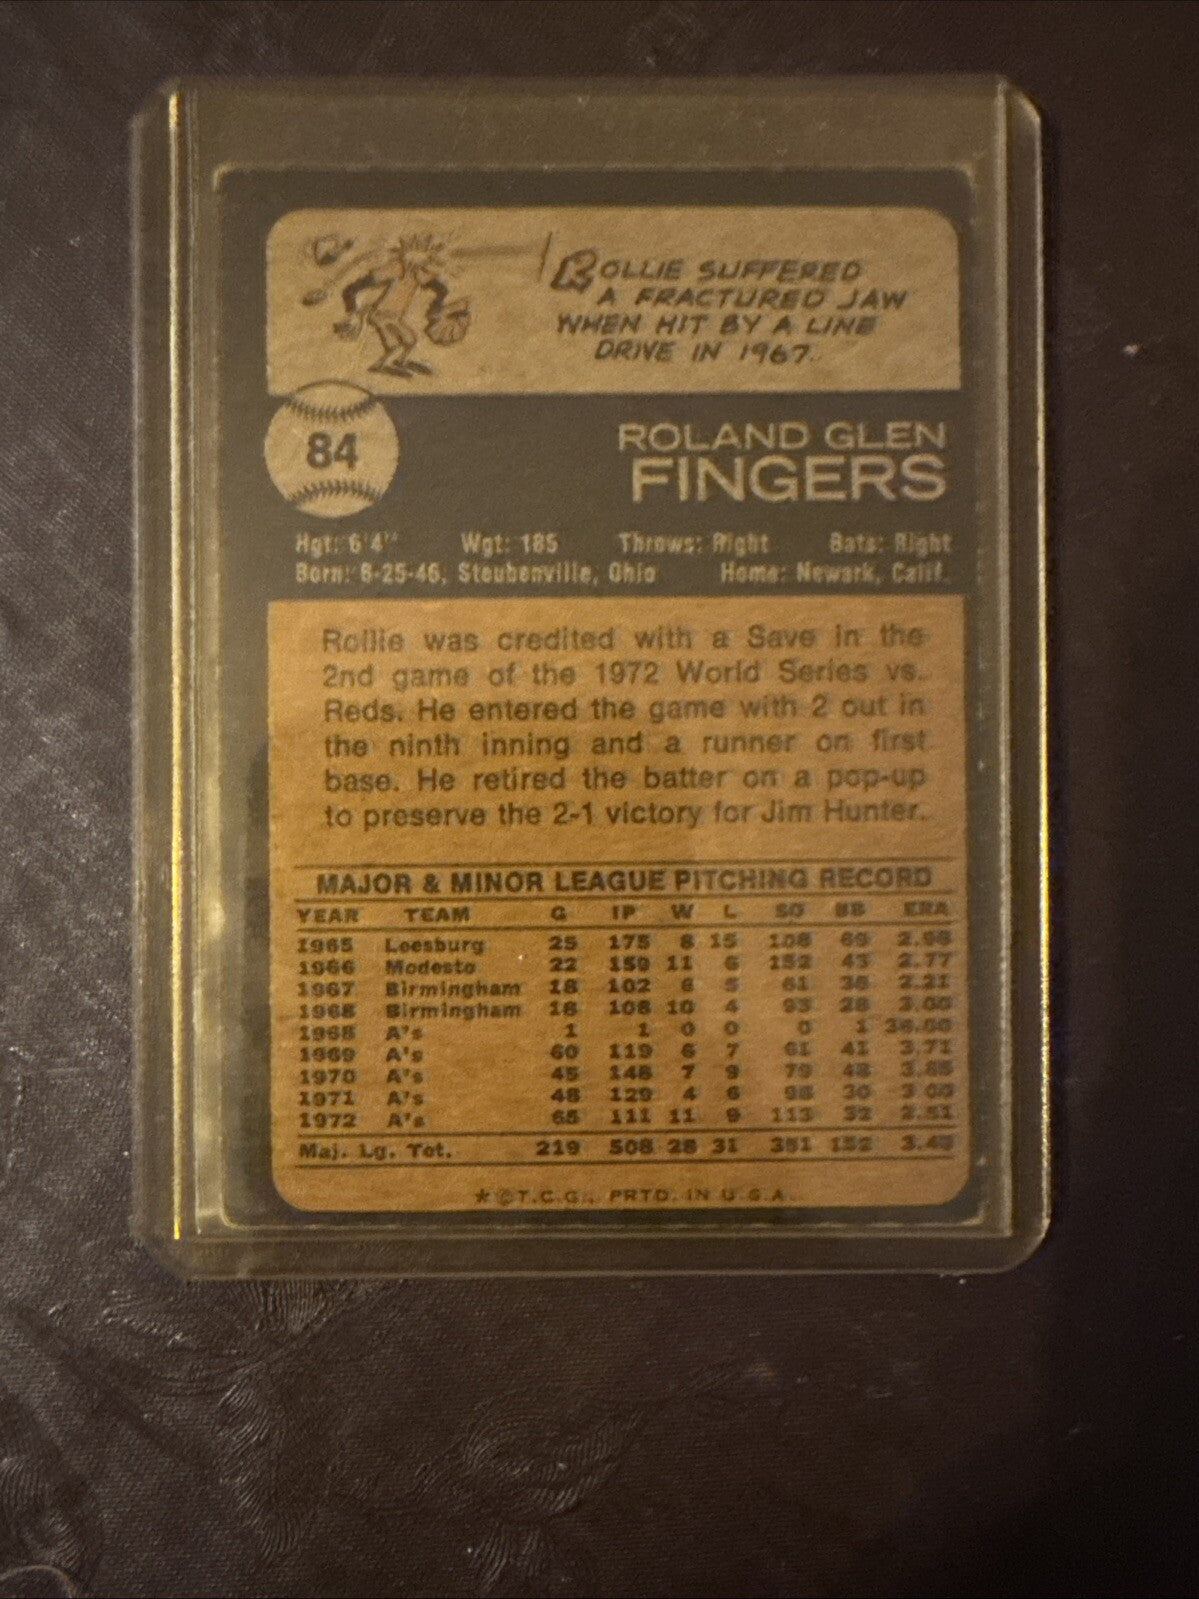 ROLLIE SUFFERED
A FRACTURED JAW
WHEN HIT BY A LINE
DRIVE IN 1967.
84
ROLAND GLEN
FINGERS
Hgt: 6'4" Wgt: 185 Throws: Right Bats: Right
Born: 8-25-46, Steubenville, Ohio Home: Newark, Calif.
Rollie was credited with a Save in the
2nd game of the 1972 World Series vs.
Reds. He entered the game with 2 out in
the ninth inning and a runner on first
base. He retired the batter on a pop-up
to preserve the 2-1 victory for Jim Hunter.
MAJOR & MINOR LEAGUE PITCHING RECORD
YEAR TEAM G IP W L SO BB ERA
1965 Leesburg 25 175 8 15 108 69 2.98
1966 Modesto 22 159 11 6 152 43 2.77
1967 Birmingham 18 102 6 5 61 36 2.21
1968 Birmingham 18 108 10 4 93 28 3.00
1968 A's 1 1 0 0 0 1 36.00
1969 A's 60 119 6 7 61 41 3.71
1970 A's 45 148 7 9 79 48 3.65
1971 A's 48 129 4 6 98 30 3.00
1972 A's 65 111 11 9 113 32 2.51
Maj. Lg. Tot. 219 508 28 31 351 152
★ © T.C.G. PRTD. IN U.S.A.